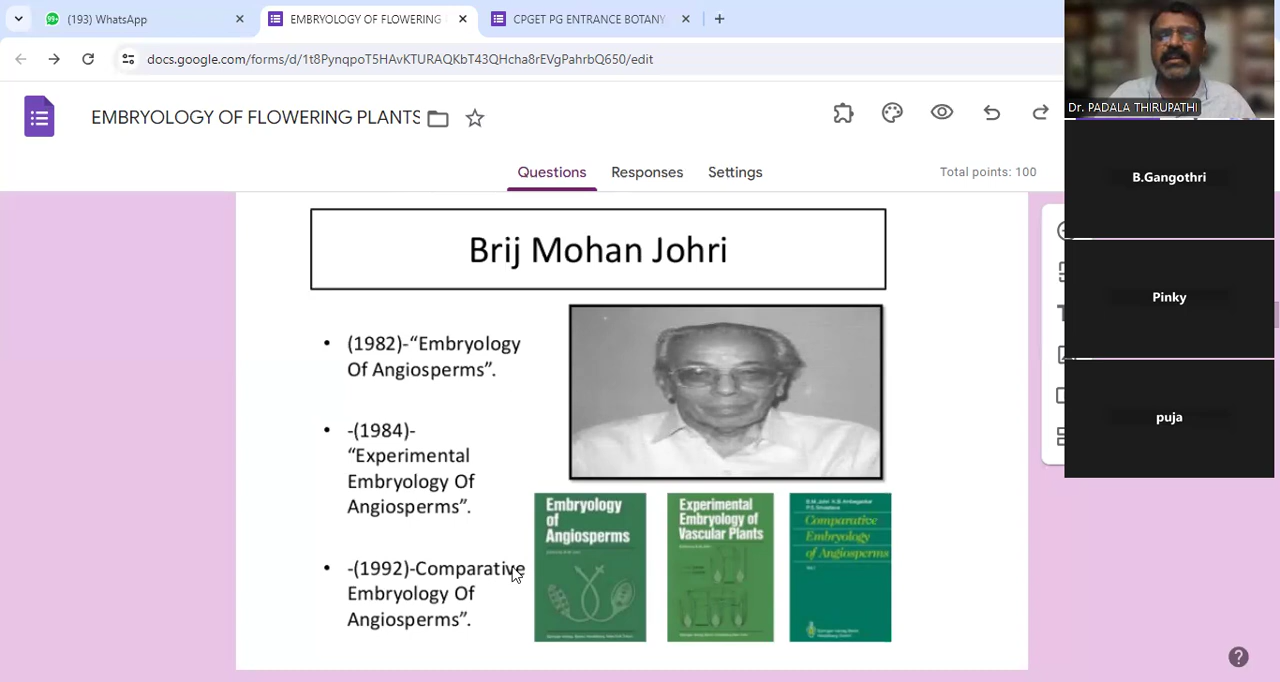 (193) WhatsApp
EMBRYOLOGY OF FLOWERING
CPGET PG ENTRANCE BOTANY
docs.google.com/forms/d/1t8PynqpoT5HAvKTURAQKbT43QHcha8rEVgPahrbQ650/edit
EMBRYOLOGY OF FLOWERING PLANTS
Questions
Responses
Settings
Total points: 100
Dr. PADALA THIRUPATHI
B.Gangothri
Pinky
puja
Brij Mohan Johri
• (1982)-“Embryology
Of Angiosperms”.
• -(1984)-
“Experimental
Embryology Of
Angiosperms”.
• -(1992)-Comparative
Embryology Of
Angiosperms”.
Embryology
of
Angiosperms
Experimental
Embryology of
Vascular Plants
Comparative
Embryology
of Angiosperms